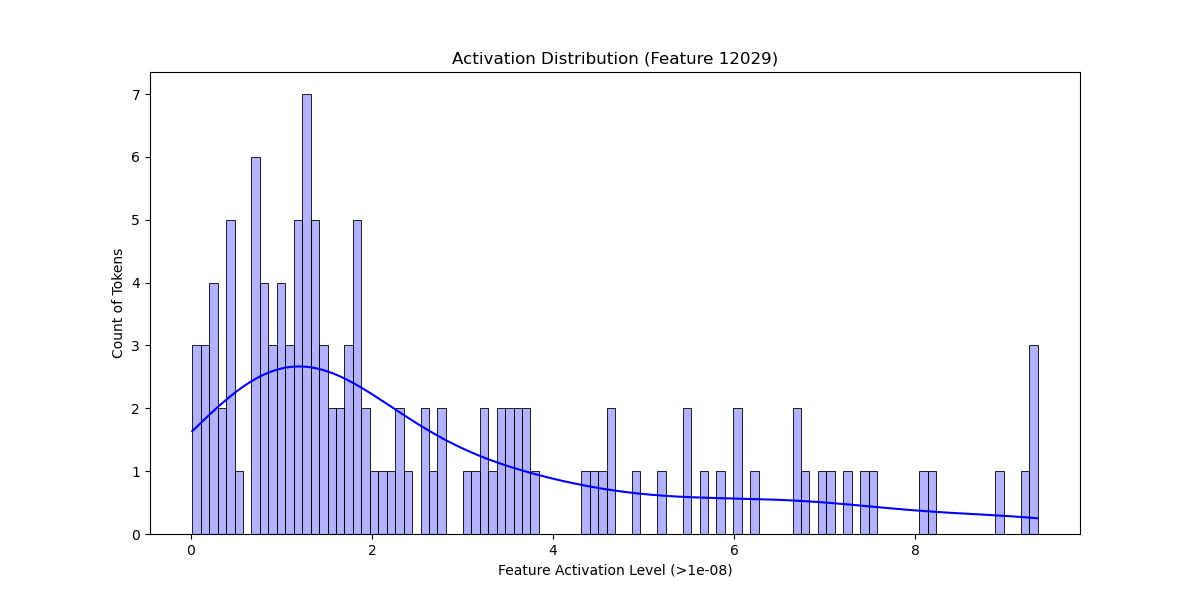 Activation Distribution (Feature 12029)
7
6
5
4
3
2
1
0
Count of Tokens
0 2 4 6 8
Feature Activation Level (>1e-08)